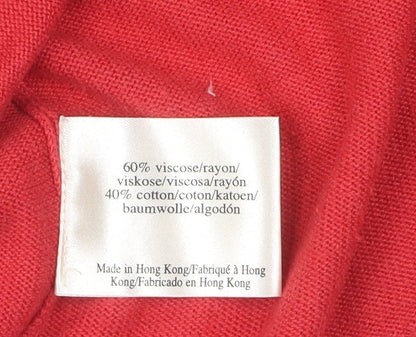 60% viscose/rayon/
viskose/viscosa/rayón
40% cotton/coton/katoen/
baumwolle/algodón
Made in Hong Kong/Fabriqué à Hong
Kong/Fabricado en Hong Kong